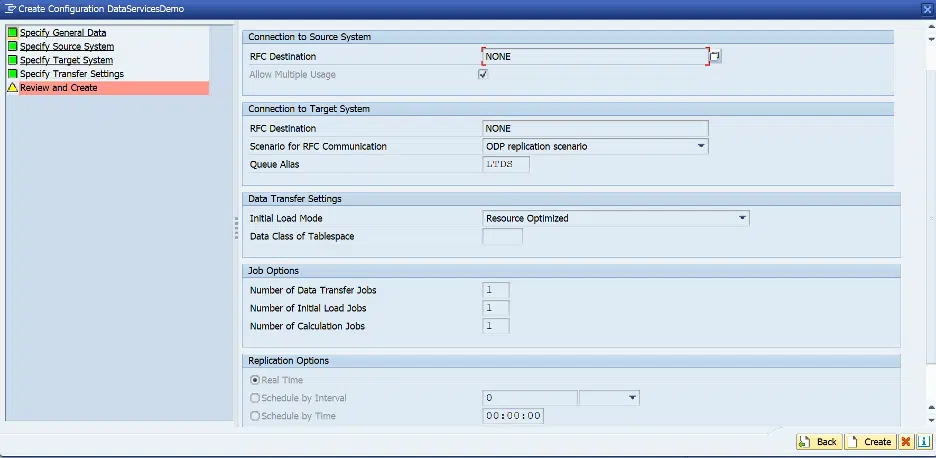 Create Configuration DataServicesDemo
Specify General Data
Specify Source System
Specify Target System
Specify Transfer Settings
Review and Create
Connection to Source System
RFC Destination NONE
Allow Multiple Usage
Connection to Target System
RFC Destination NONE
Scenario for RFC Communication ODP replication scenario
Queue Alias LTDS
Data Transfer Settings
Initial Load Mode Resource Optimized
Data Class of Tablespace
Job Options
Number of Data Transfer Jobs 1
Number of Initial Load Jobs 1
Number of Calculation Jobs 1
Replication Options
Real Time
Schedule by Interval 0
Schedule by Time 00:00:00
Back Create